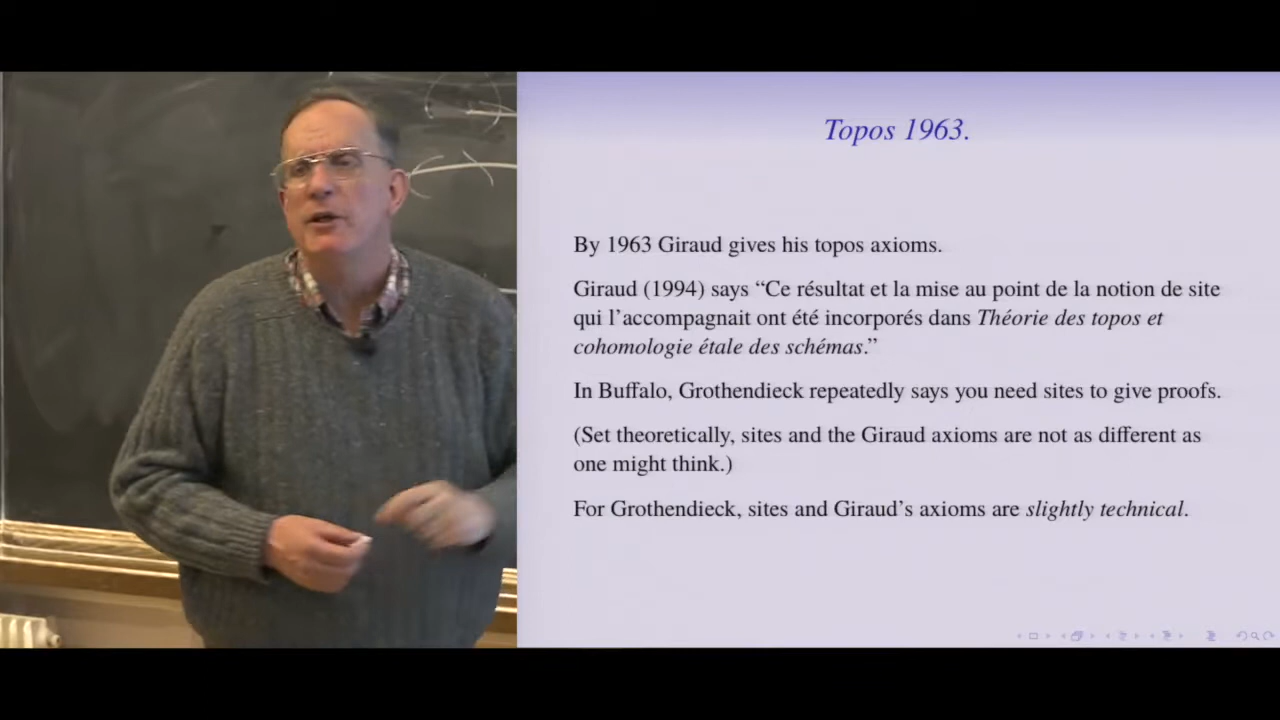 Topos 1963.
By 1963 Giraud gives his topos axioms.
Giraud (1994) says “Ce résultat et la mise au point de la notion de site
qui l’accompagnait ont été incorporés dans Théorie des topos et
cohomologie étale des schémas.”
In Buffalo, Grothendieck repeatedly says you need sites to give proofs.
(Set theoretically, sites and the Giraud axioms are not as different as
one might think.)
For Grothendieck, sites and Giraud’s axioms are slightly technical.